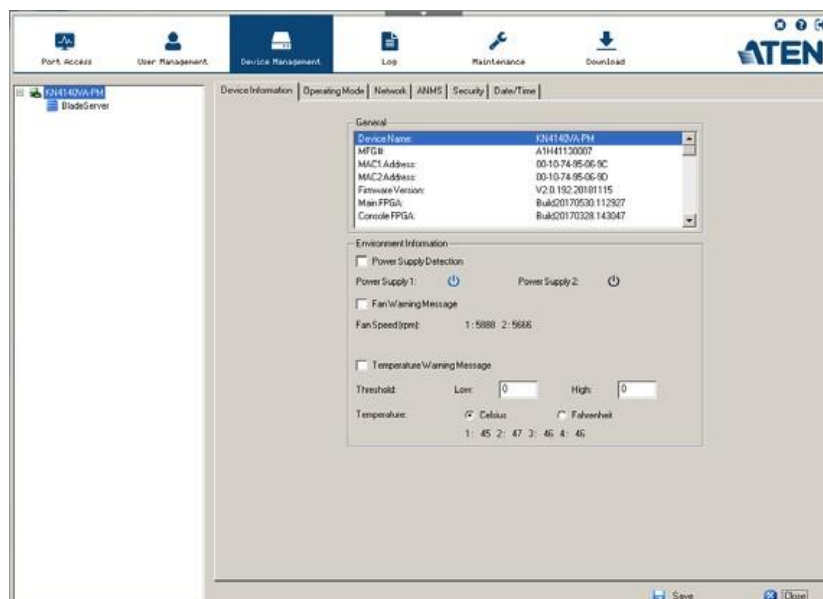 Port Access User Management Device Management Log Maintenance Download
ATEN
KN4140VA-PM
BladeServer
Device Information Operating Mode Network ANMS Security Date/Time
General
Device Name: KN4140VA-PM
MFG#: A1H41130007
MAC1 Address: 00-10-74-95-06-9C
MAC2 Address: 00-10-74-95-06-9D
Firmware Version: V2.0.192.20181115
Main FPGA: Build20170530.112927
Console FPGA: Build20170328.143047
Environment Information
Power Supply Detection
Power Supply 1: Power Supply 2:
Fan Warning Message
Fan Speed(rpm): 1:5888 2:5666
Temperature Warning Message
Threshold: Low: 0 High: 0
Temperature: Celsius Fahrenheit
1: 45 2: 47 3: 46 4: 46
Save Close